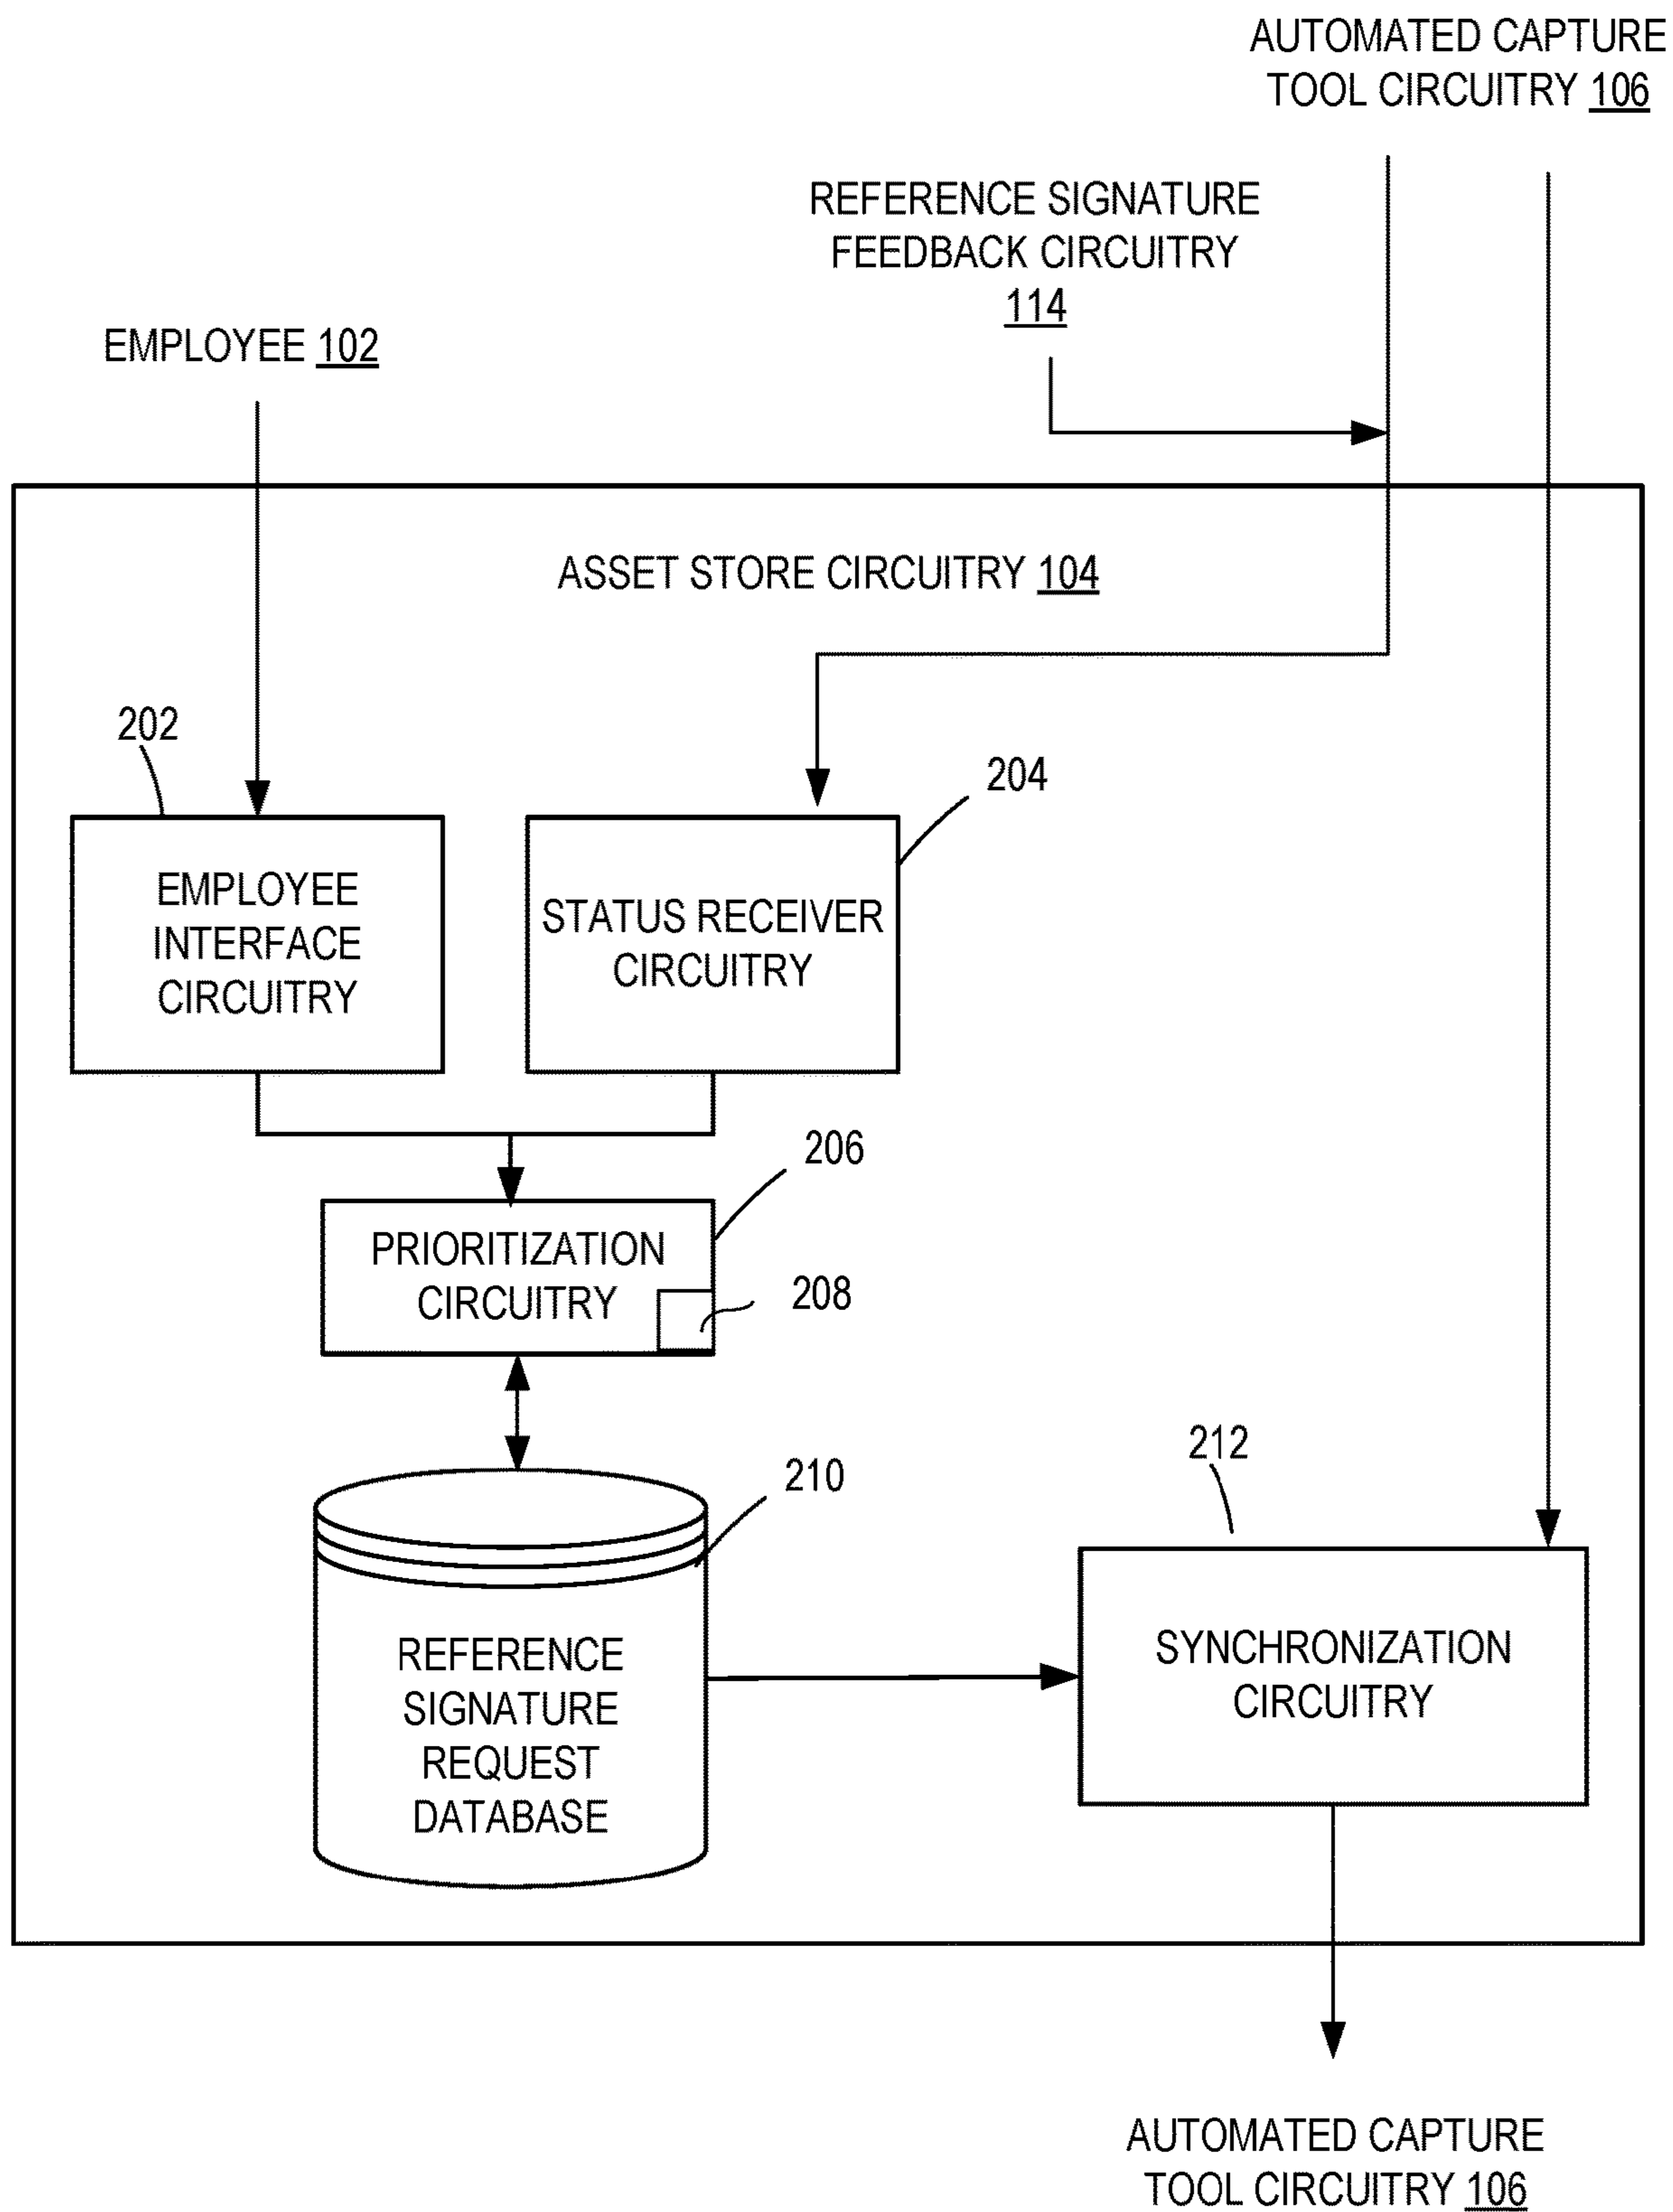 AUTOMATED CAPTURE
TOOL CIRCUITRY 106
REFERENCE SIGNATURE
FEEDBACK CIRCUITRY
114
EMPLOYEE 102
ASSET STORE CIRCUITRY 104
202
204
EMPLOYEE
INTERFACE
CIRCUITRY
STATUS RECEIVER
CIRCUITRY
206
PRIORITIZATION
CIRCUITRY
208
210
212
REFERENCE
SIGNATURE
REQUEST
DATABASE
SYNCHRONIZATION
CIRCUITRY
AUTOMATED CAPTURE
TOOL CIRCUITRY 106